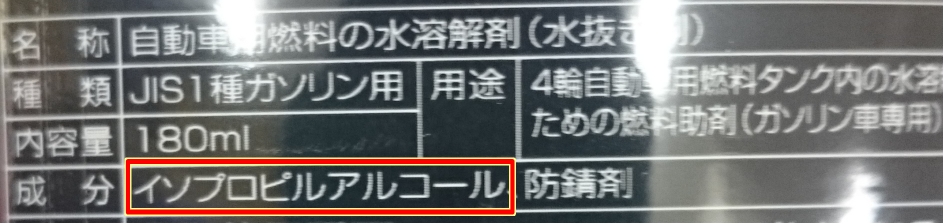 名称 自動車用燃料の水溶解剤(水抜き剤)
種類 JIS1種ガソリン用 用途 4輪自動車用燃料タンク内の水溶
ための燃料助剤(ガソリン車専用)
内容量 180ml
成分 イソプロピルアルコール、防錆剤